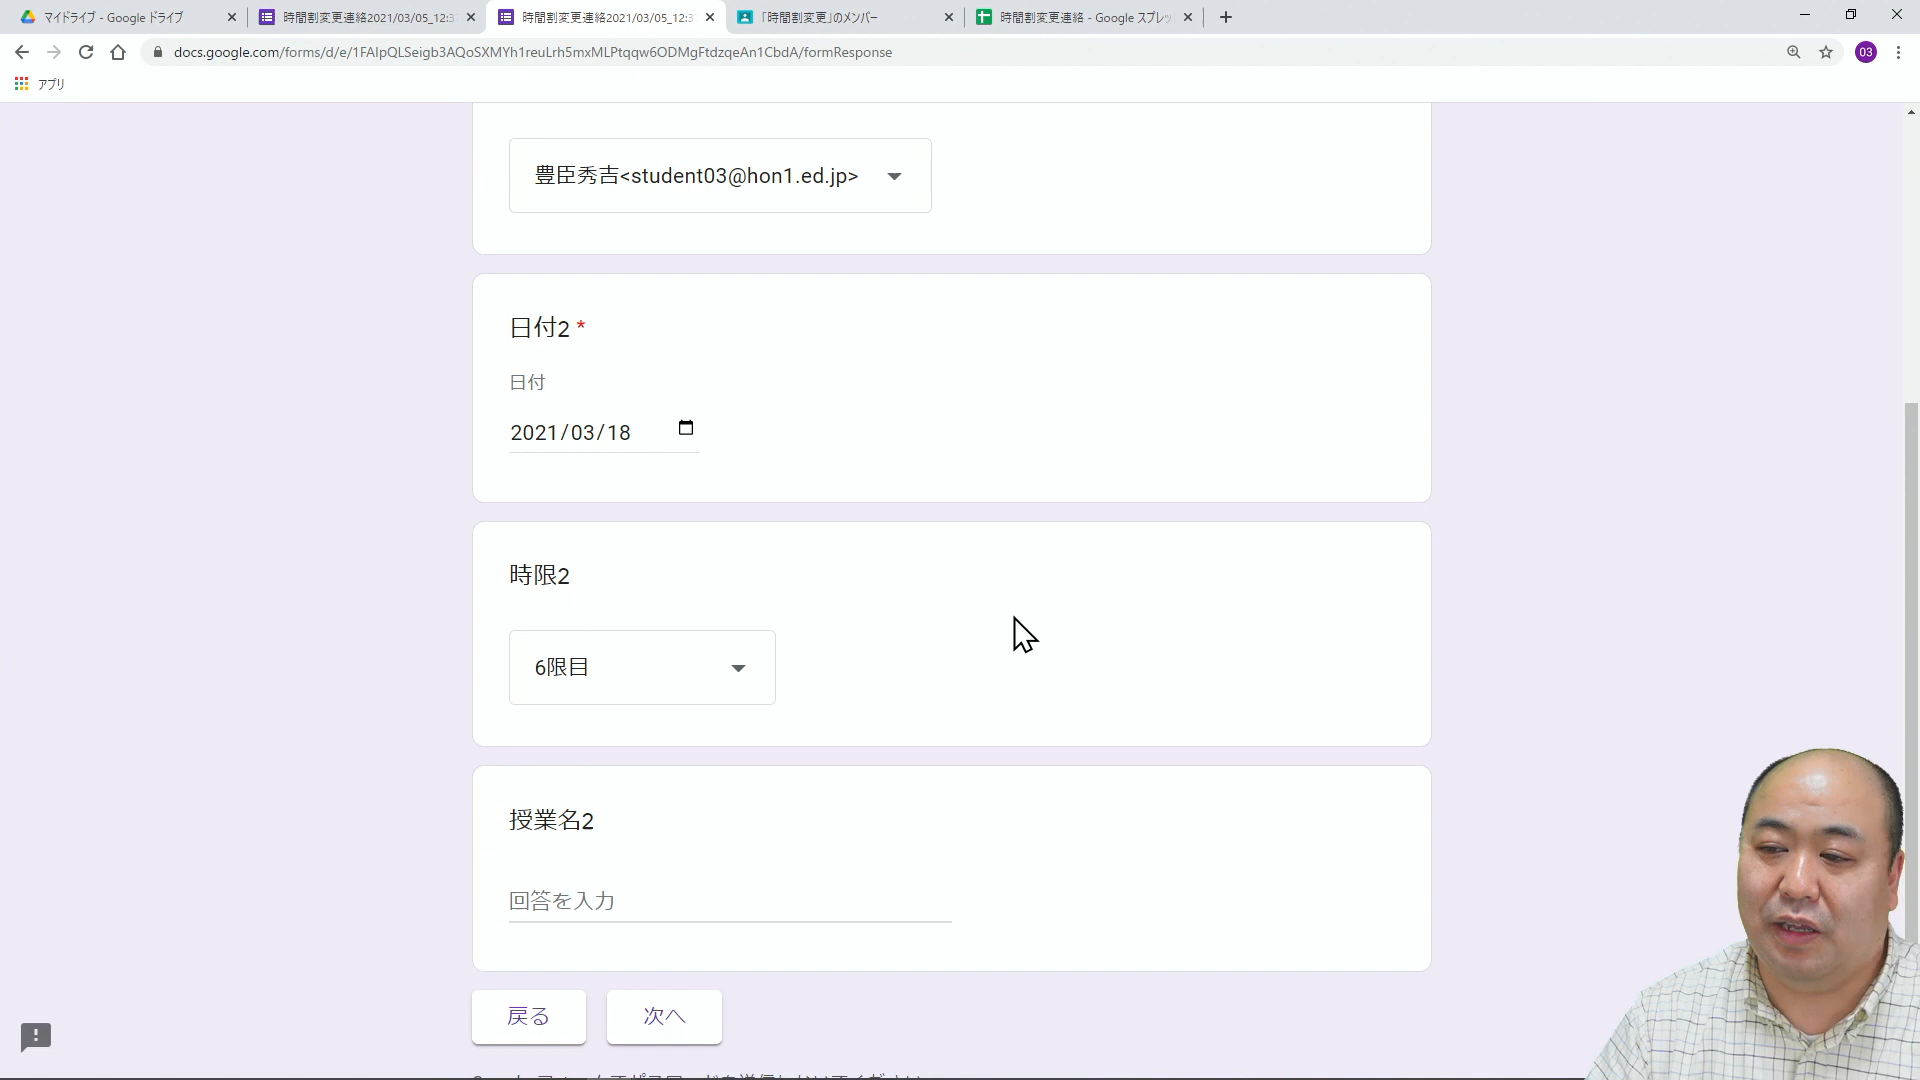 マイドライブ - Google ドライブ
時間割変更連絡2021/03/05_12:3
時間割変更連絡2021/03/05_12:3
「時間割変更」のメンバー
時間割変更連絡 - Google スプレッ
docs.google.com/forms/d/e/1FAIpQLSeigb3AQoSXMYh1reuLrh5mxMLPtqqw6ODMgFtdzqeAn1CbdA/formResponse
03
アプリ
豊臣秀吉<student03@hon1.ed.jp>
日付2 *
日付
2021/03/18
時限2
6限目
授業名2
回答を入力
戻る
次へ